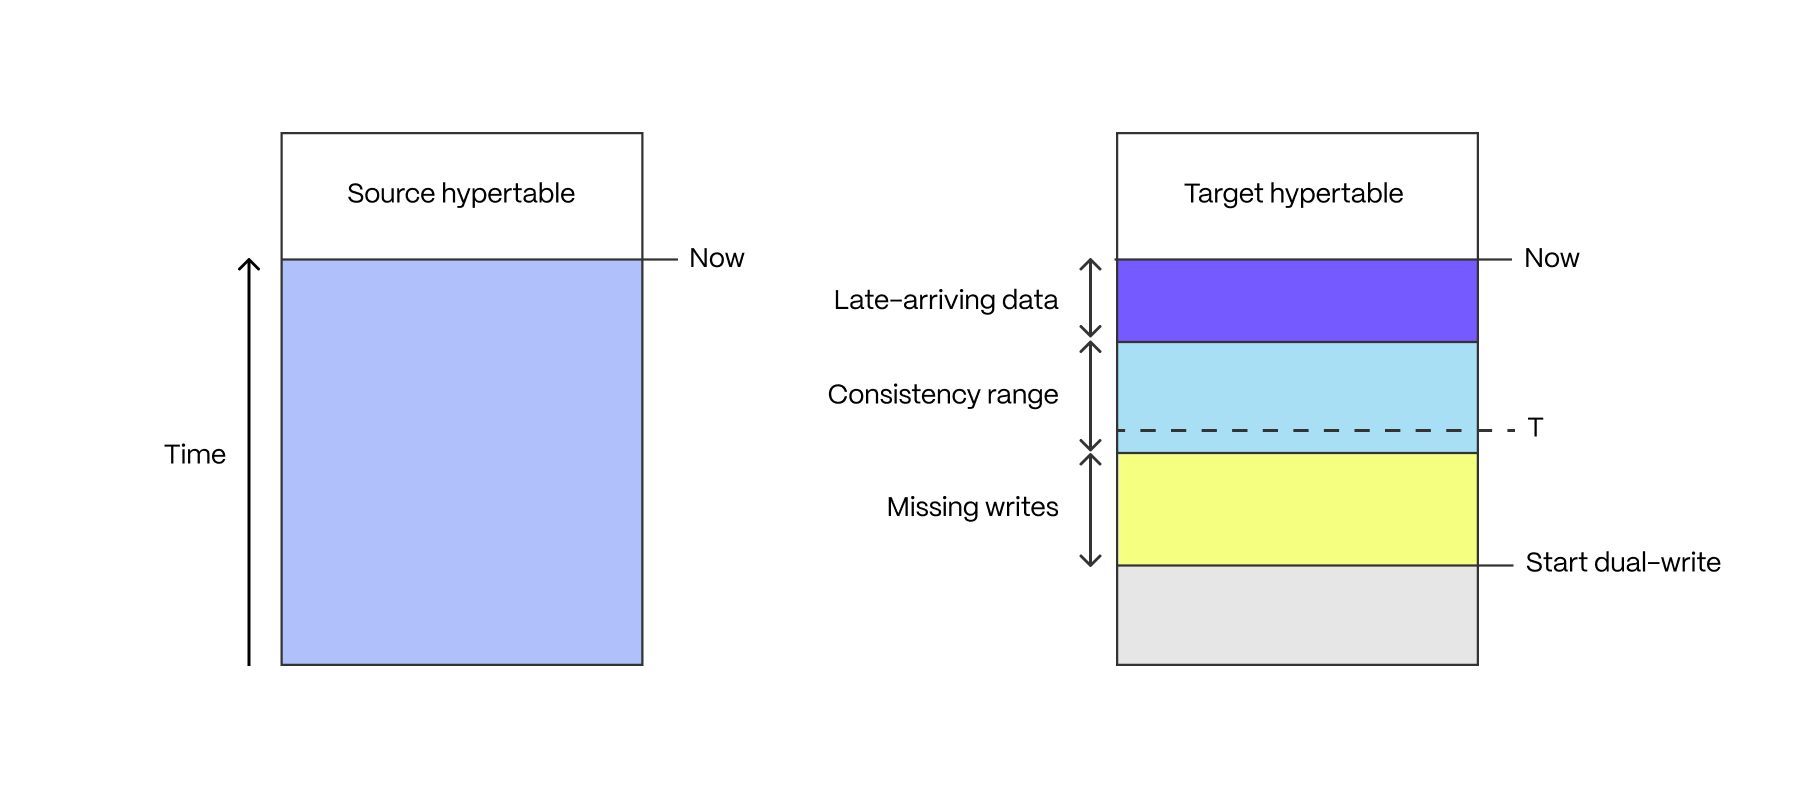 Source hypertable
Now
Time
Target hypertable
Now
Late-arriving data
Consistency range
T
Missing writes
Start dual-write